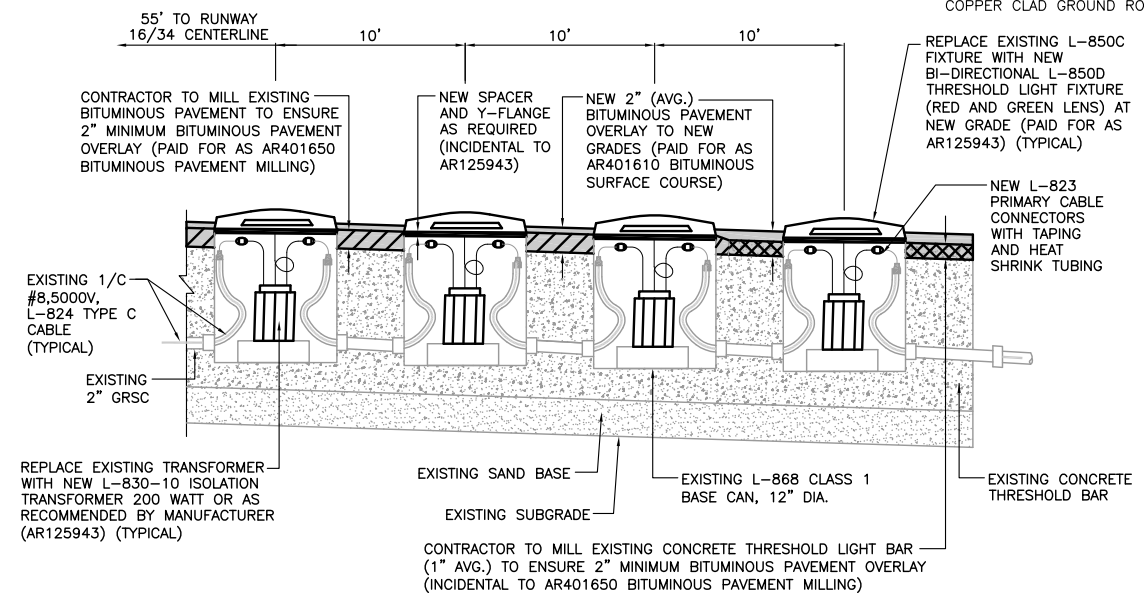 COPPER CLAD GROUND RO
55' TO RUNWAY
16/34 CENTERLINE
10'
10'
10'
REPLACE EXISTING L-850C
FIXTURE WITH NEW
BI-DIRECTIONAL L-850D
THRESHOLD LIGHT FIXTURE
(RED AND GREEN LENS) AT
NEW GRADE (PAID FOR AS
AR125943) (TYPICAL)
CONTRACTOR TO MILL EXISTING
BITUMINOUS PAVEMENT TO ENSURE
2" MINIMUM BITUMINOUS PAVEMENT
OVERLAY (PAID FOR AS AR401650
BITUMINOUS PAVEMENT MILLING)
NEW SPACER
AND Y-FLANGE
AS REQUIRED
(INCIDENTAL TO
AR125943)
NEW 2" (AVG.)
BITUMINOUS PAVEMENT
OVERLAY TO NEW
GRADES (PAID FOR AS
AR401610 BITUMINOUS
SURFACE COURSE)
NEW L-823
PRIMARY CABLE
CONNECTORS
WITH TAPING
AND HEAT
SHRINK TUBING
EXISTING 1/C
#8,5000V,
L-824 TYPE C
CABLE
(TYPICAL)
EXISTING
2" GRSC
REPLACE EXISTING TRANSFORMER
WITH NEW L-830-10 ISOLATION
TRANSFORMER 200 WATT OR AS
RECOMMENDED BY MANUFACTURER
(AR125943) (TYPICAL)
EXISTING SAND BASE
EXISTING SUBGRADE
EXISTING L-868 CLASS 1
BASE CAN, 12" DIA.
EXISTING CONCRETE
THRESHOLD BAR
CONTRACTOR TO MILL EXISTING CONCRETE THRESHOLD LIGHT BAR
(1" AVG.) TO ENSURE 2" MINIMUM BITUMINOUS PAVEMENT OVERLAY
(INCIDENTAL TO AR401650 BITUMINOUS PAVEMENT MILLING)